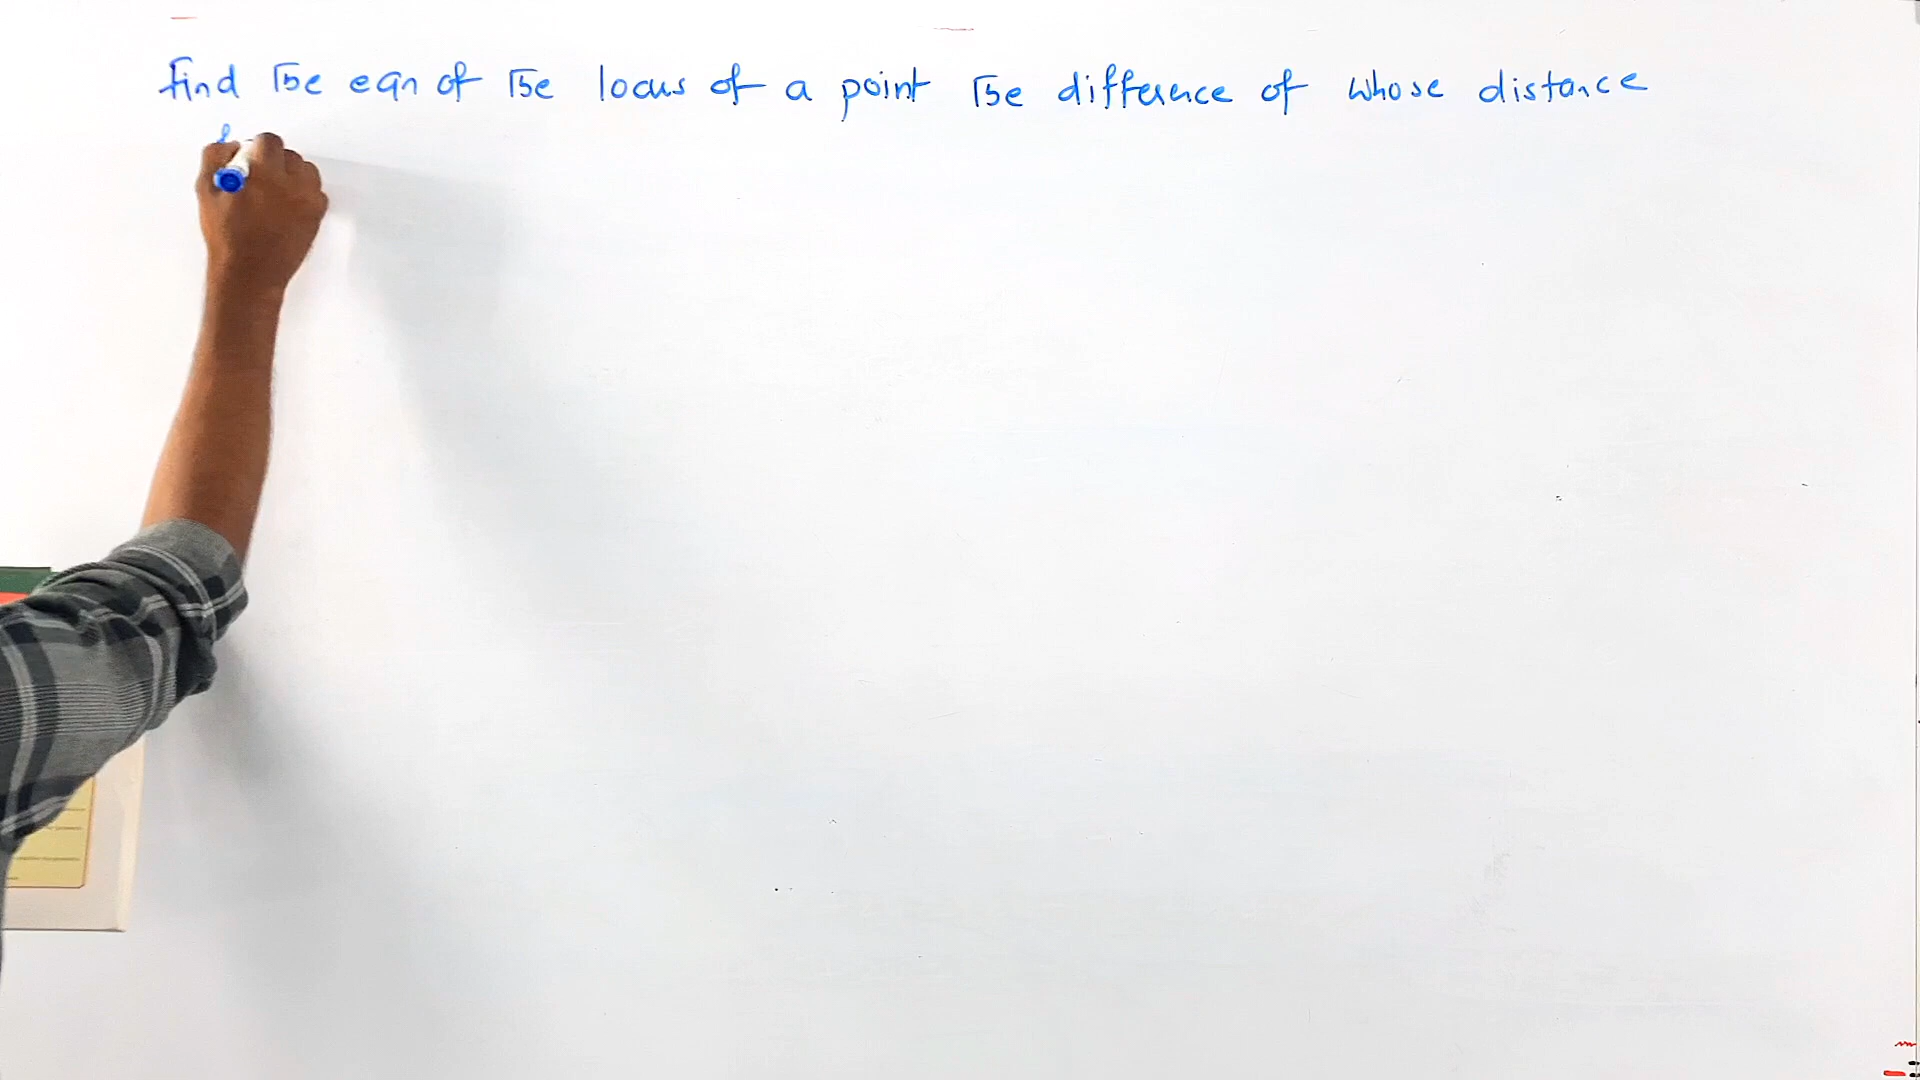 Find the eqn of the locus of a point the difference of whose distance